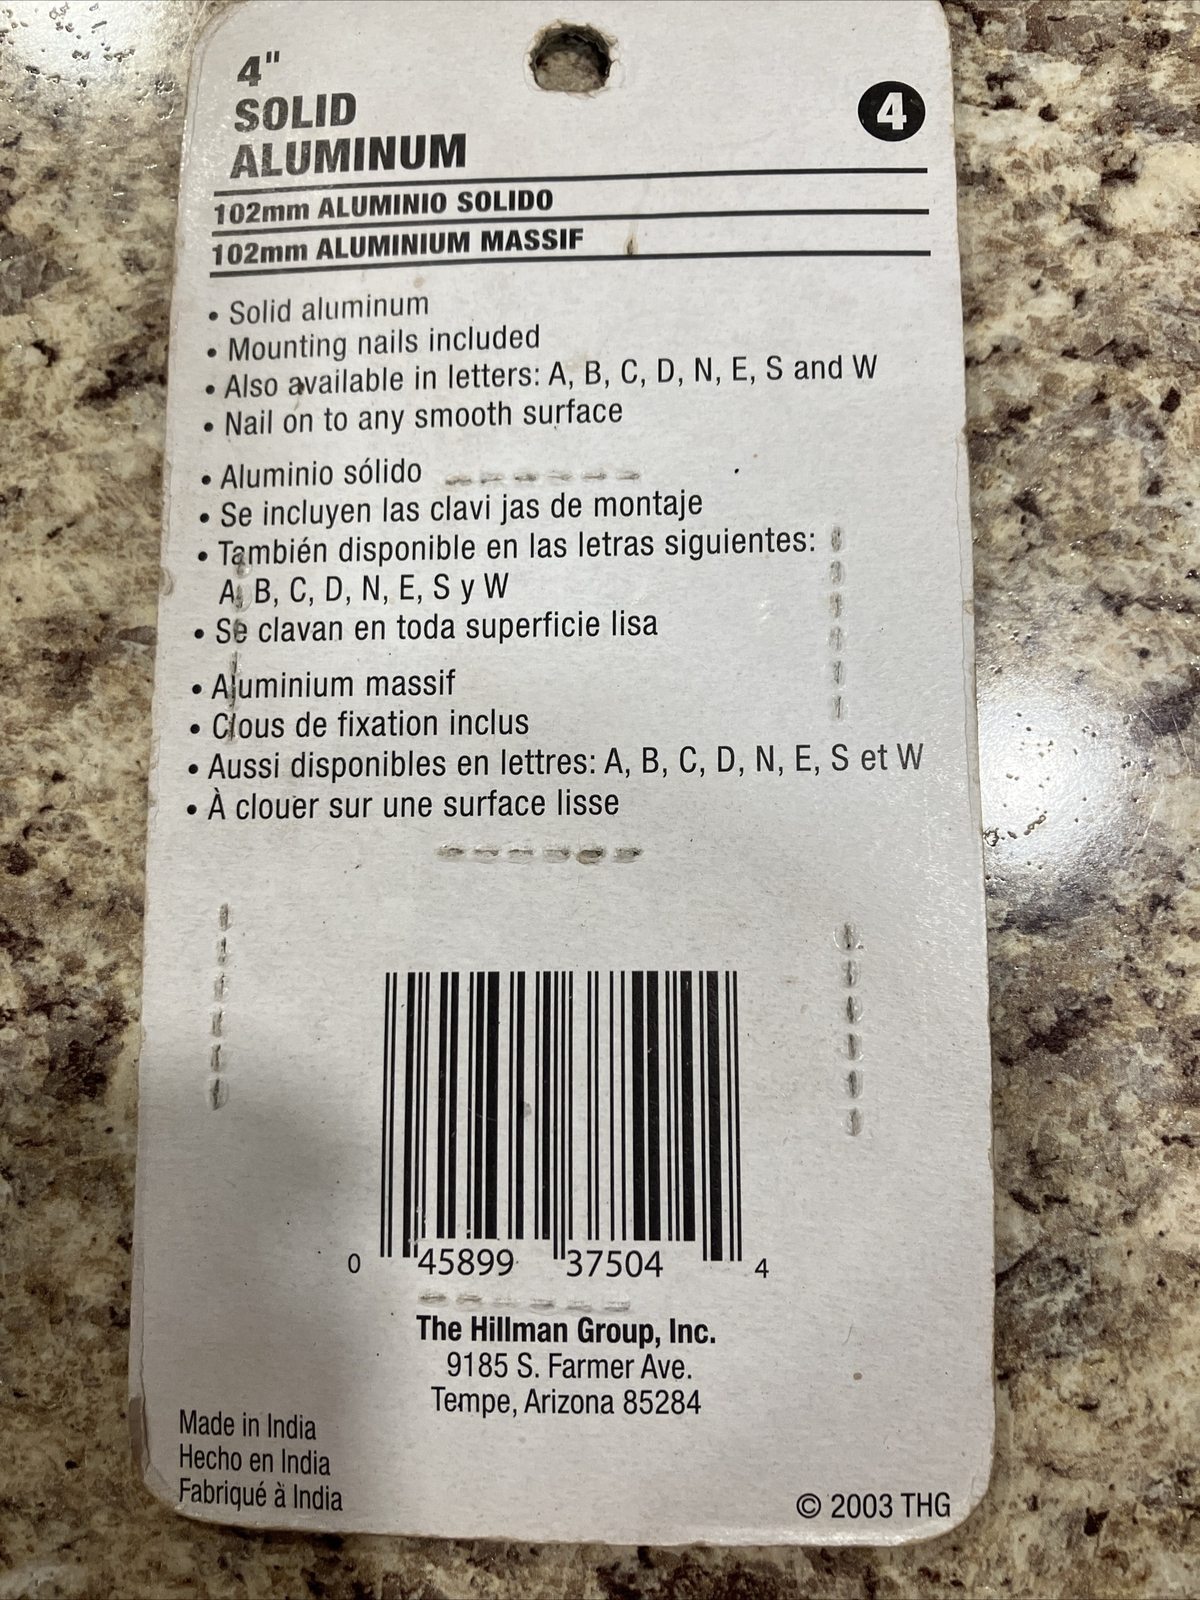 4"
SOLID
ALUMINUM
4
102mm ALUMINIO SOLIDO
102mm ALUMINIUM MASSIF
• Solid aluminum
• Mounting nails included
• Also available in letters: A, B, C, D, N, E, S and W
• Nail on to any smooth surface
• Aluminio sólido
• Se incluyen las clavi jas de montaje
• También disponible en las letras siguientes:
A, B, C, D, N, E, S y W
• Se clavan en toda superficie lisa
• Aluminium massif
• Clous de fixation inclus
• Aussi disponibles en lettres: A, B, C, D, N, E, S et W
• À clouer sur une surface lisse
0 45899 37504 4
The Hillman Group, Inc.
9185 S. Farmer Ave.
Tempe, Arizona 85284
Made in India
Hecho en India
Fabriqué à India
© 2003 THG